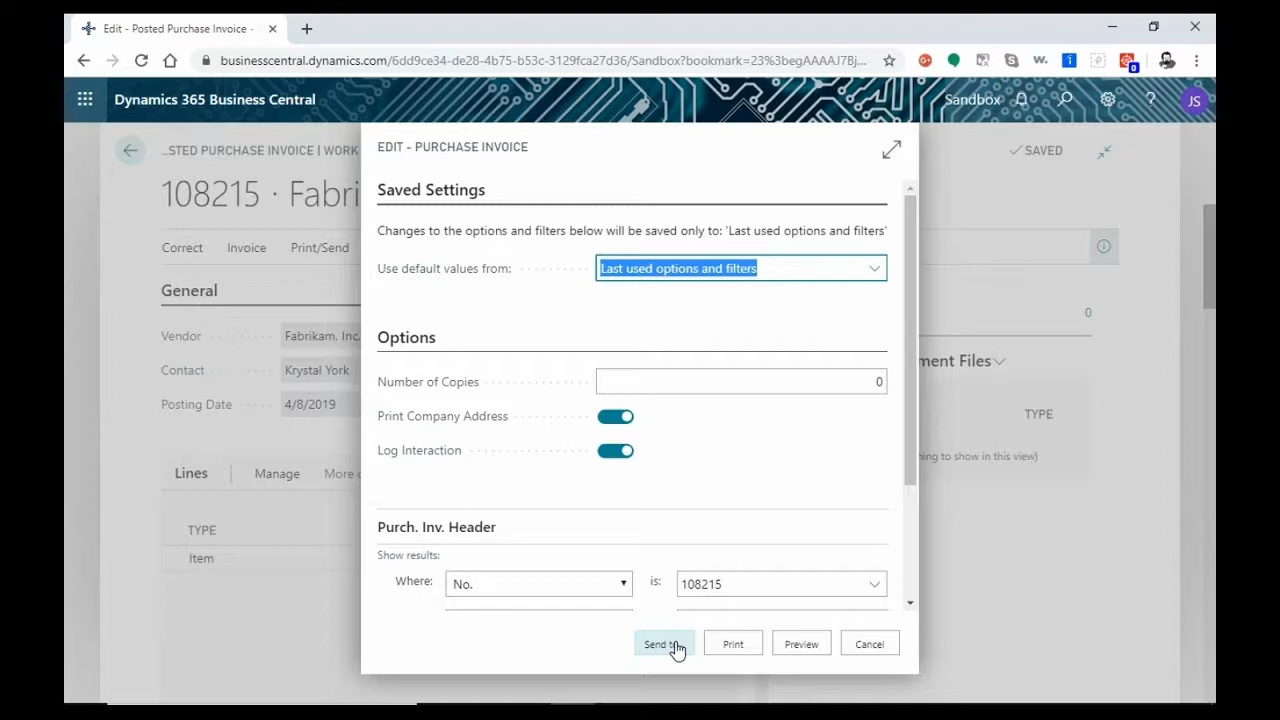 Edit - Posted Purchase Invoice -
businesscentral.dynamics.com/6dd9c934-de68-4b75-b53c-3129fca27d36/Sandbox?bookmark=23%3begAAAAJ7Bj...
Dynamics 365 Business Central
Sandbox
?
JS
...STED PURCHASE INVOICE | WORK
SAVED
108215 · Fabri
Correct Invoice Print/Send
General
Vendor Fabrikam, Inc.
Contact Krystal York
Posting Date 4/8/2019
Lines Manage More
TYPE
Item
EDIT - PURCHASE INVOICE
Saved Settings
Changes to the options and filters below will be saved only to: 'Last used options and filters'
Use default values from: Last used options and filters
Options
Number of Copies 0
Print Company Address
Log Interaction
Purch. Inv. Header
Show results:
Where: No. is: 108215
Send Print Preview Cancel
0
ment Files
TYPE
ing to show in this view)